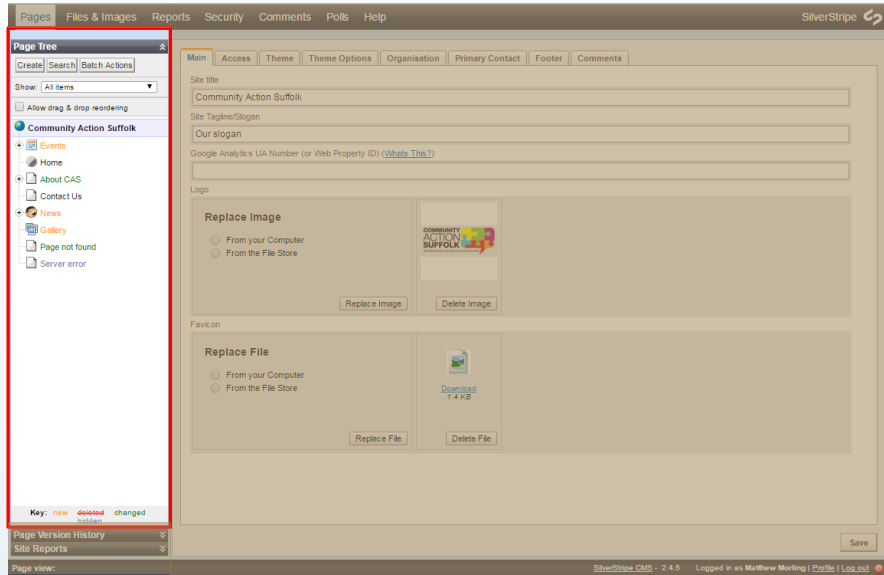 Pages Files & Images Reports Security Comments Polls Help SilverStripe
Page Tree
Create Search Batch Actions
Show: All items
Allow drag & drop reordering
Community Action Suffolk
Events
Home
About CAS
Contact Us
News
Gallery
Page not found
Server error
Key: new deleted changed
hidden
Page Version History
Site Reports
Main Access Theme Theme Options Organisation Primary Contact Footer Comments
Site title
Community Action Suffolk
Site Tagline/Slogan
Our slogan
Google Analytics UA Number (or Web Property ID) (Whats This?)
Logo
Replace Image
From your Computer
From the File Store
Replace Image
COMMUNITY
ACTION
SUFFOLK
Delete Image
Favicon
Replace File
From your Computer
From the File Store
Replace File
Download
1.4 KB
Delete File
Save
Page view: SilverStripe CMS - 2.4.5 Logged in as Matthew Morling | Profile | Log out